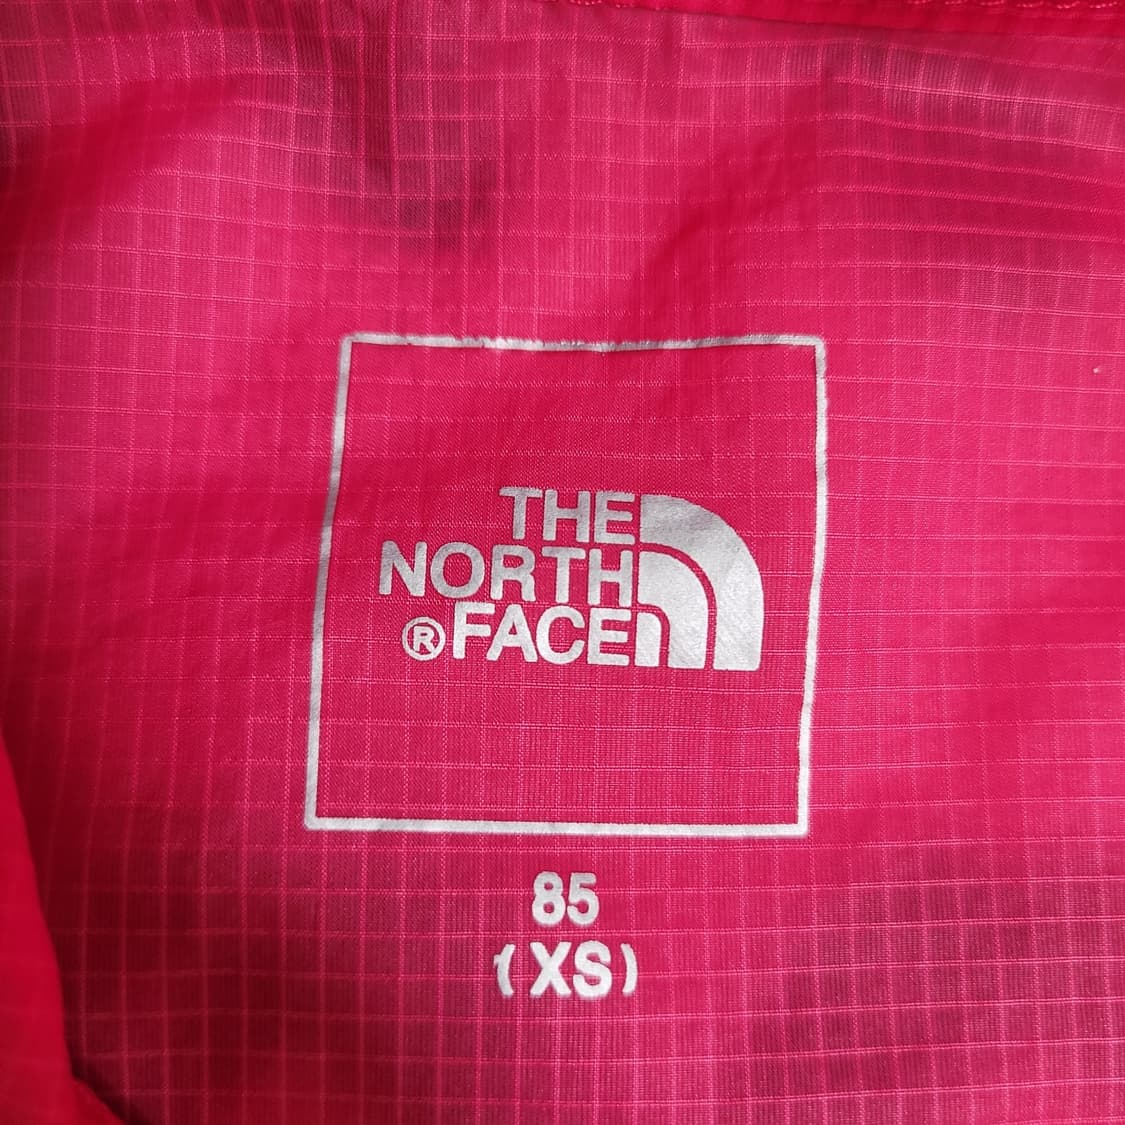 THE
NORTH
®FACE
85
(XS)